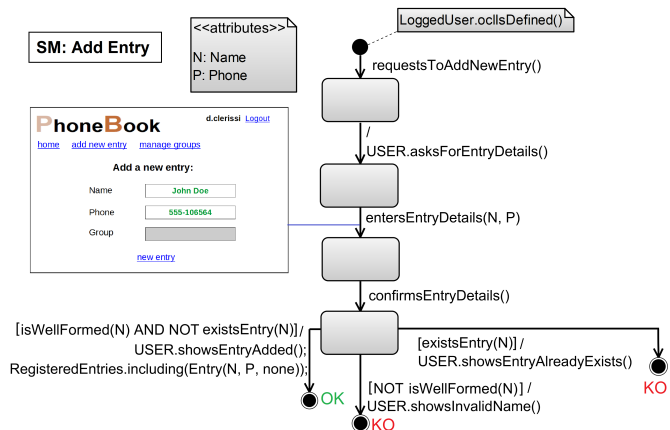 SM: Add Entry
<<attributes>>
N: Name
P: Phone
LoggedUser.oclIsDefined()
requestsToAddNewEntry()
/
USER.asksForEntryDetails()
entersEntryDetails(N, P)
confirmsEntryDetails()
PhoneBook
d.clerissi Logout
home add new entry manage groups
Add a new entry:
Name John Doe
Phone 555-106564
Group
new entry
[isWellFormed(N) AND NOT existsEntry(N)] /
USER.showsEntryAdded();
RegisteredEntries.including(Entry(N, P, none));
OK
[NOT isWellFormed(N)] /
USER.showsInvalidName()
KO
[existsEntry(N)] /
USER.showsEntryAlreadyExists()
KO